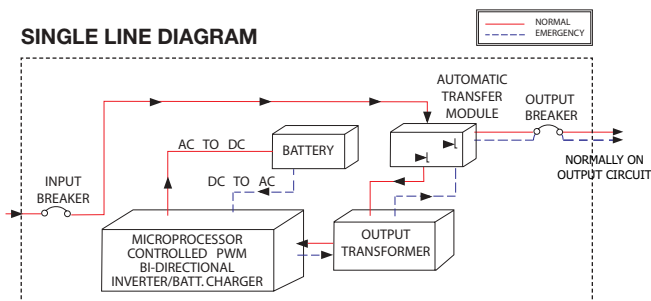 SINGLE LINE DIAGRAM
NORMAL
EMERGENCY
AUTOMATIC
TRANSFER
MODULE
OUTPUT
BREAKER
AC TO DC
BATTERY
NORMALLY ON
OUTPUT CIRCUIT
DC TO AC
INPUT
BREAKER
MICROPROCESSOR
CONTROLLED PWM
BI-DIRECTIONAL
INVERTER/BATT. CHARGER
OUTPUT
TRANSFORMER